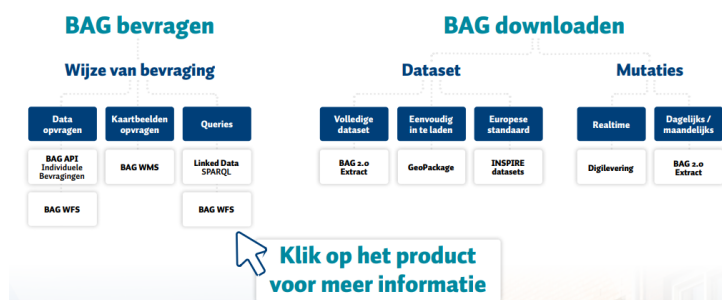 BAG bevragen
BAG downloaden
Wijze van bevraging
Dataset
Mutaties
Data
opvragen
Kaartbeelden
opvragen
Queries
Volledige
dataset
Eenvoudig
in te laden
Europese
standaard
Realtime
Dagelijks /
maandelijks
BAG API
Individuele
Bevragingen
BAG WMS
Linked Data
SPARQL
BAG 2.0
Extract
GeoPackage
INSPIRE
datasets
Digilevering
BAG 2.0
Extract
BAG WFS
BAG WFS
Klik op het product
voor meer informatie